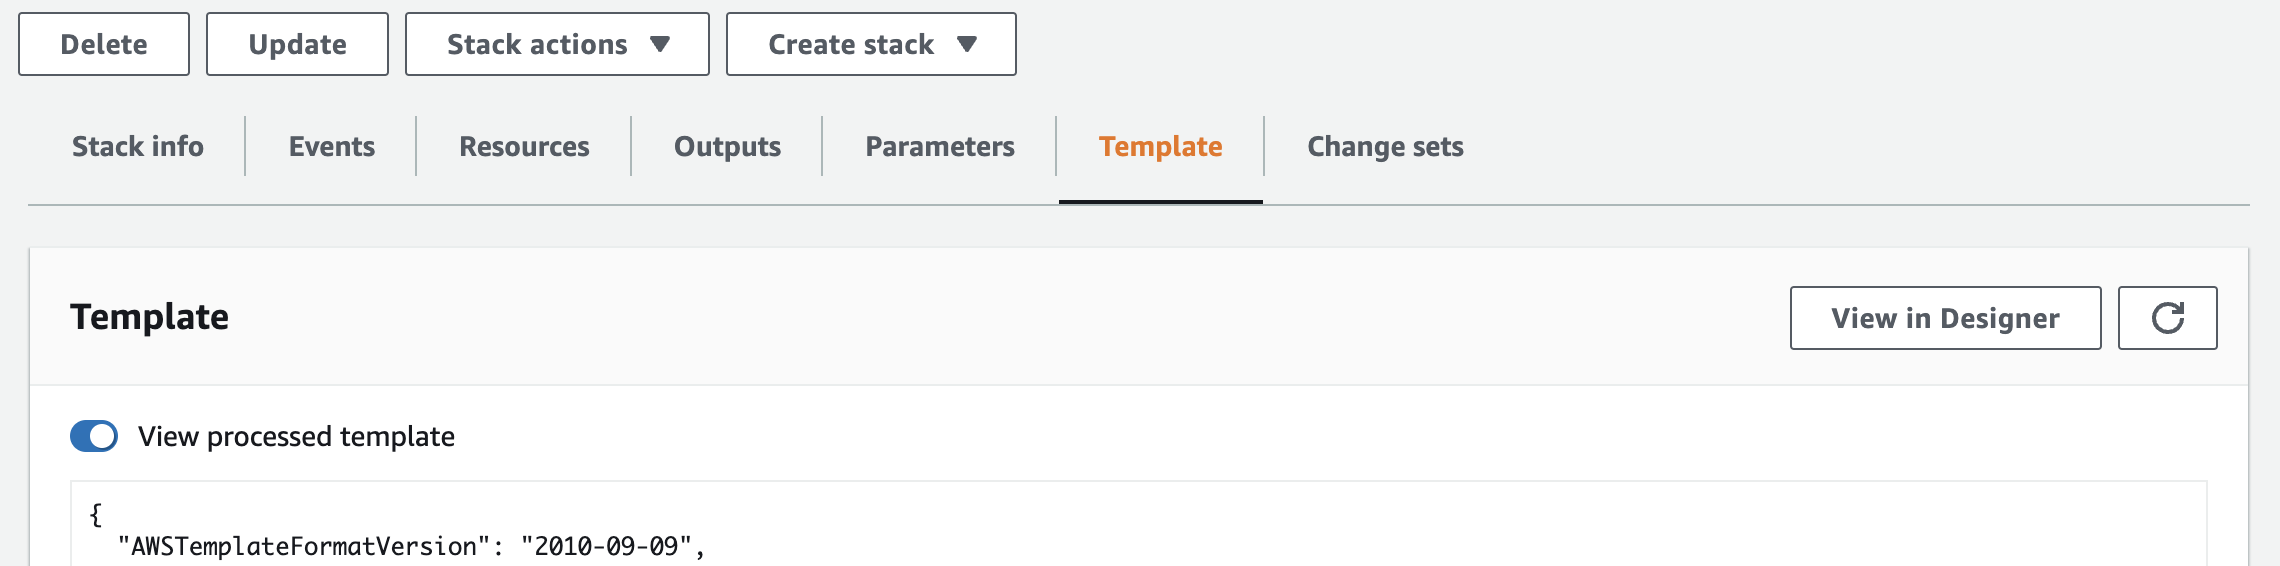 Delete Update Stack actions Create stack
Stack info Events Resources Outputs Parameters Template Change sets
Template View in Designer
View processed template
{
"AWSTemplateFormatVersion": "2010-09-09",